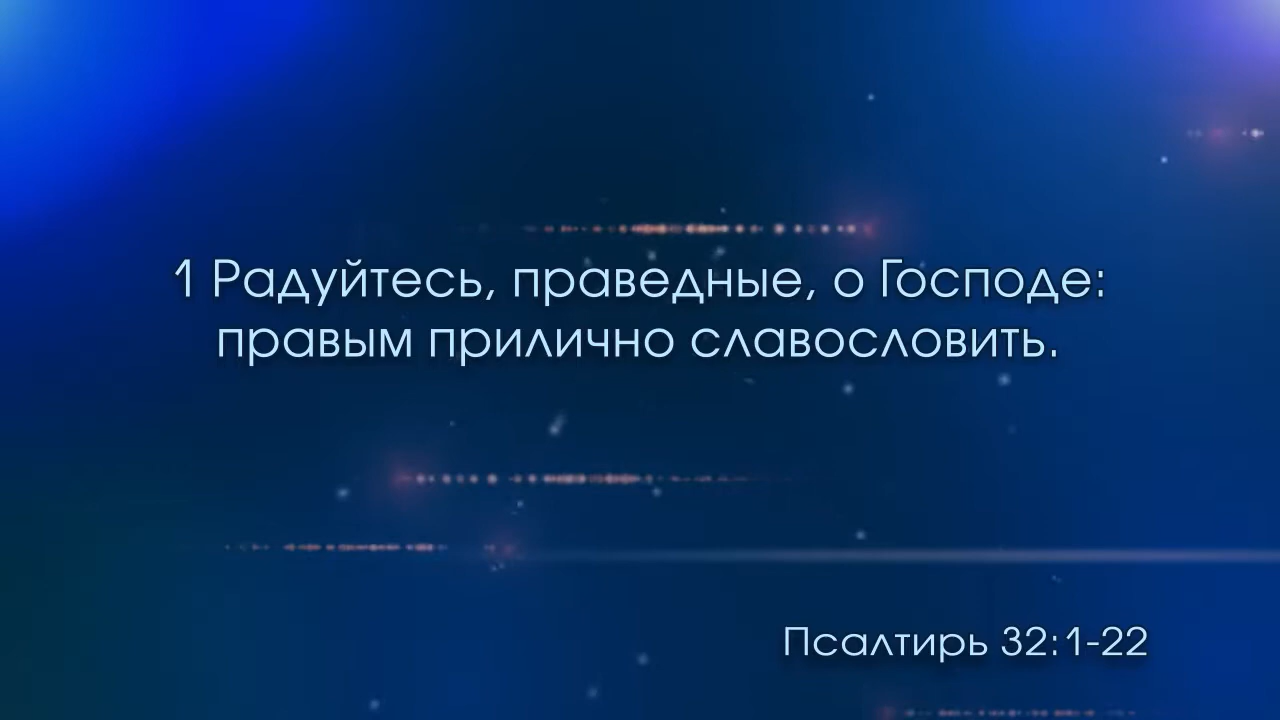 1 Радуйтесь, праведные, о Господе:
правым прилично славословить.
Псалтирь 32:1-22